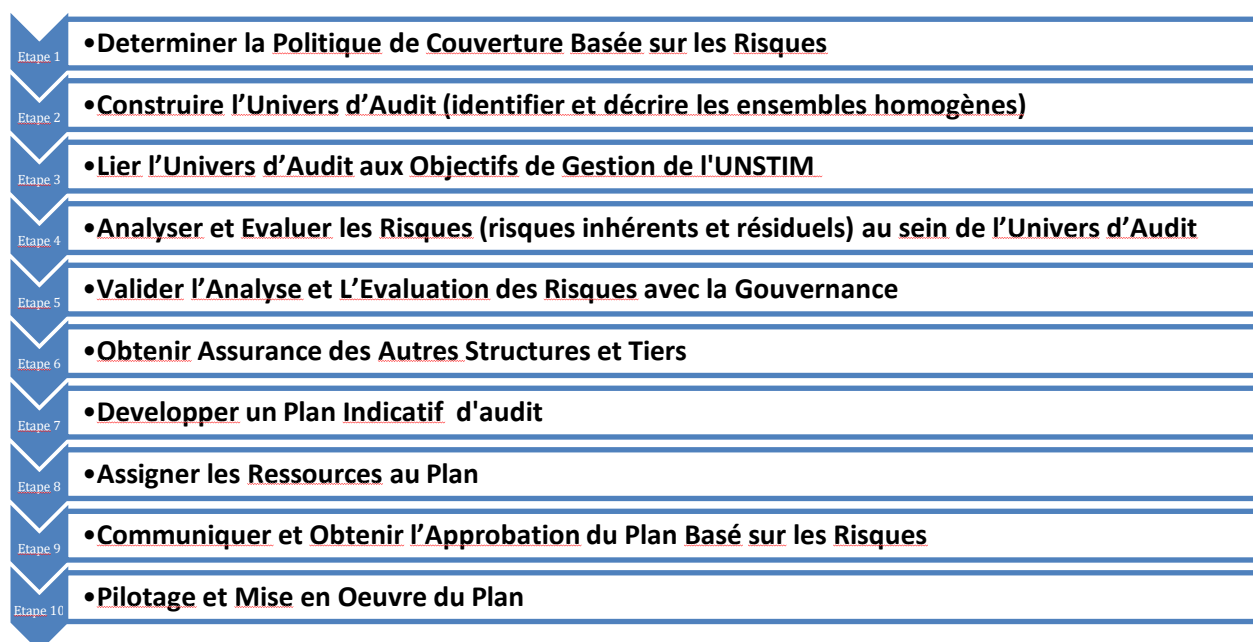 Etape 1
•Determiner la Politique de Couverture Basée sur les Risques
Etape 2
•Construire l’Univers d’Audit (identifier et décrire les ensembles homogènes)
Etape 3
•Lier l’Univers d’Audit aux Objectifs de Gestion de l'UNSTIM
Etape 4
•Analyser et Evaluer les Risques (risques inhérents et résiduels) au sein de l’Univers d’Audit
Etape 5
•Valider l’Analyse et L’Evaluation des Risques avec la Gouvernance
Etape 6
•Obtenir Assurance des Autres Structures et Tiers
Etape 7
•Developper un Plan Indicatif d'audit
Etape 8
•Assigner les Ressources au Plan
Etape 9
•Communiquer et Obtenir l’Approbation du Plan Basé sur les Risques
Etape 10
•Pilotage et Mise en Oeuvre du Plan